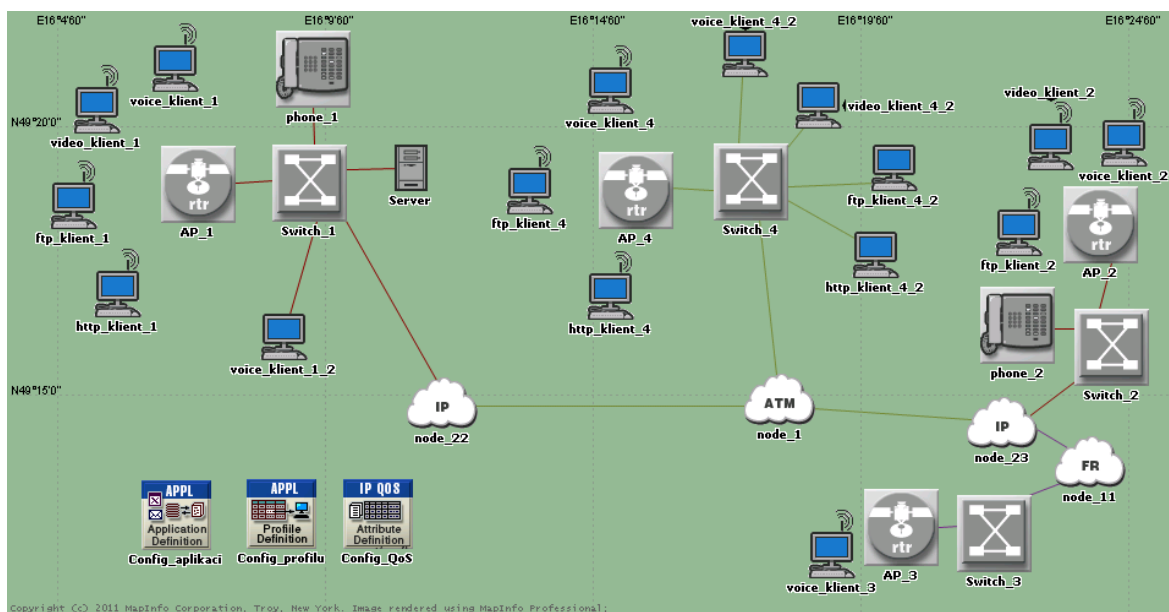 E16°4'60"
E16°9'60"
E16°14'60"
E16°19'60"
E16°24'60"
N49°20'0"
N49°15'0"
voice_klient_1
video_klient_1
ftp_klient_1
http_klient_1
phone_1
rtr
AP_1
Switch_1
Server
voice_klient_1_2
voice_klient_4_2
voice_klient_4
video_klient_4_2
ftp_klient_4
rtr
AP_4
Switch_4
ftp_klient_4_2
http_klient_4
http_klient_4_2
video_klient_2
voice_klient_2
ftp_klient_2
rtr
AP_2
phone_2
Switch_2
IP
node_22
ATM
node_1
IP
node_23
FR
node_11
voice_klient_3
rtr
AP_3
Switch_3
APPL
Application
Definition
Config_aplikaci
APPL
Profile
Definition
Config_profilu
IP QOS
Attribute
Definition
Config_QoS
Copyright (c) 2011 MapInfo Corporation, Troy, New York. Image rendered using MapInfo Professional;